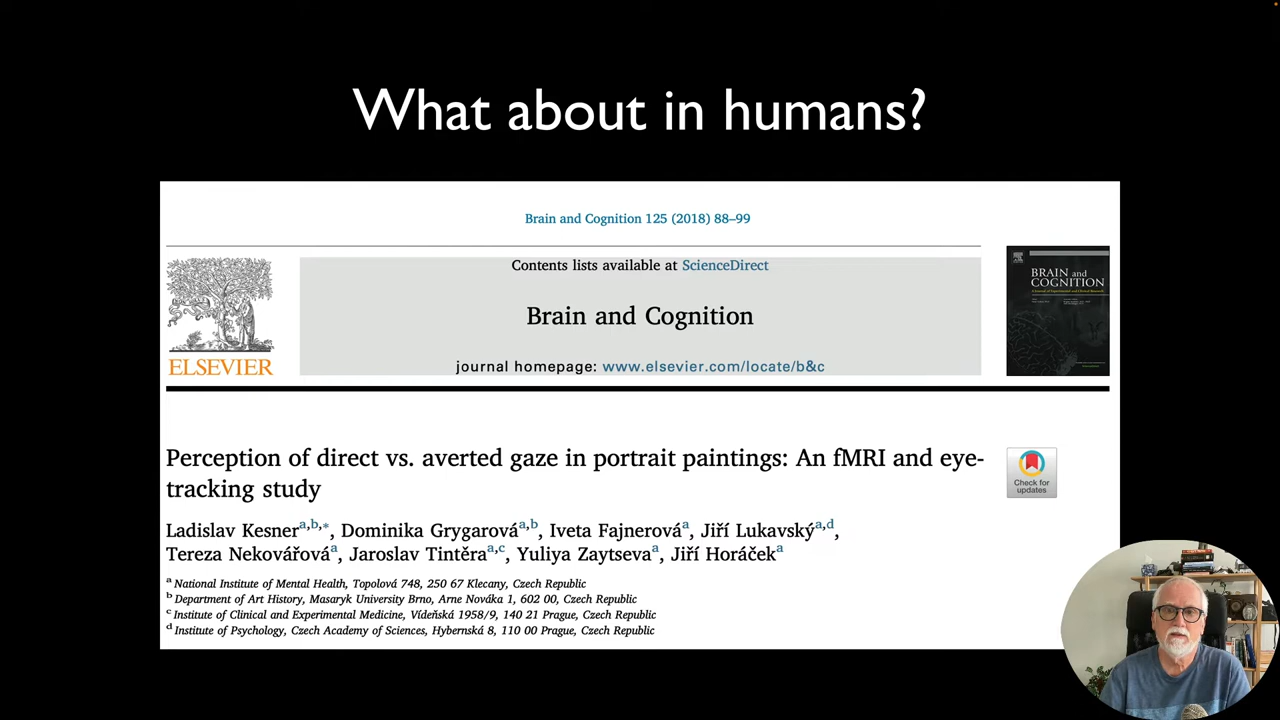 What about in humans?
Brain and Cognition 125 (2018) 88–99
Contents lists available at ScienceDirect
Brain and Cognition
journal homepage: www.elsevier.com/locate/b&c
ELSEVIER
BRAIN and
COGNITION
Perception of direct vs. averted gaze in portrait paintings: An fMRI and eye-
tracking study
Check for
updates
Ladislav Kesnera,b,*, Dominika Grygarováa,b, Iveta Fajnerováa, Jiří Lukavskýa,d,
Tereza Nekovářováa, Jaroslav Tintěraa,c, Yuliya Zaytsevaa, Jiří Horáčeka
a National Institute of Mental Health, Topolová 748, 250 67 Klecany, Czech Republic
b Department of Art History, Masaryk University Brno, Arne Nováka 1, 602 00, Czech Republic
c Institute of Clinical and Experimental Medicine, Vídeňská 1958/9, 140 21 Prague, Czech Republic
d Institute of Psychology, Czech Academy of Sciences, Hybernská 8, 110 00 Prague, Czech Republic